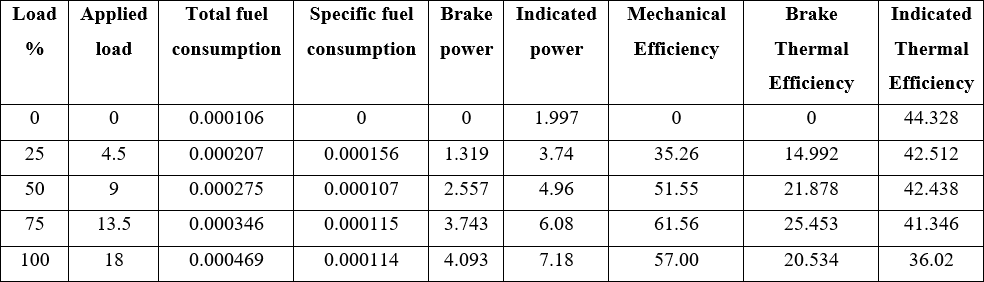 Load % Applied load Total fuel consumption Specific fuel consumption Brake power Indicated power Mechanical Efficiency Brake Thermal Efficiency Indicated Thermal Efficiency
0 0 0.000106 0 0 1.997 0 0 44.328
25 4.5 0.000207 0.000156 1.319 3.74 35.26 14.992 42.512
50 9 0.000275 0.000107 2.557 4.96 51.55 21.878 42.438
75 13.5 0.000346 0.000115 3.743 6.08 61.56 25.453 41.346
100 18 0.000469 0.000114 4.093 7.18 57.00 20.534 36.02